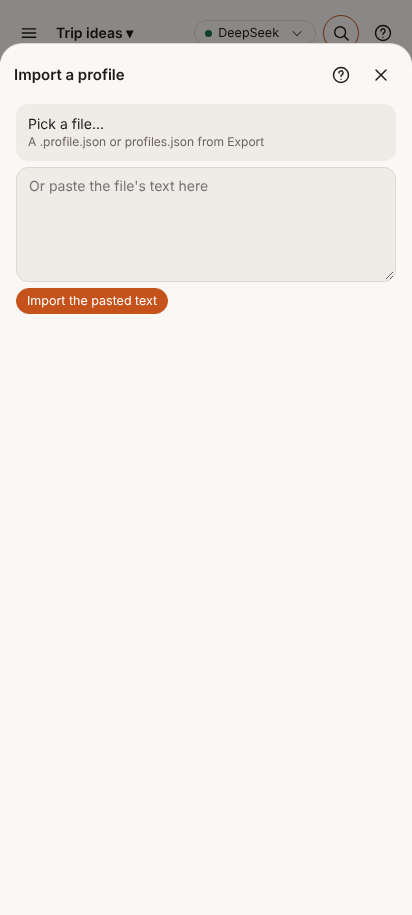 Trip ideas ▾
DeepSeek
Import a profile
Pick a file...
A .profile.json or profiles.json from Export
Or paste the file's text here
Import the pasted text